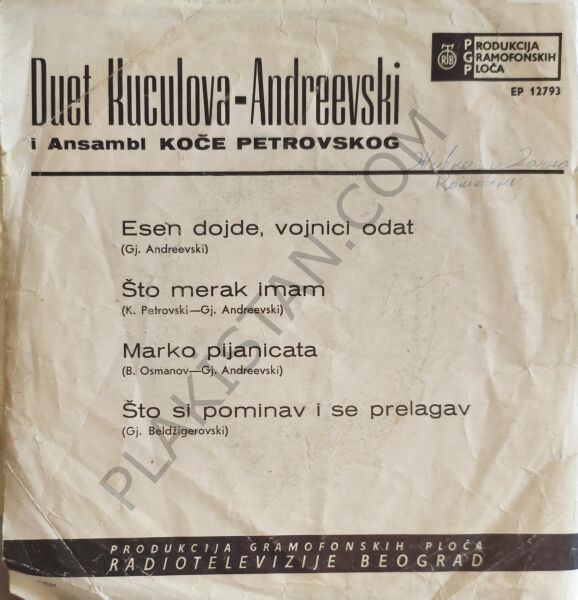 Duet Kuculova-Andreevski
PRODUKCIJA
GRAMOFONSKIH
PLOČA
RTB
EP 12793
i Ansambl KOČE PETROVSKOG
Esen dojde, vojnici odat
(Gj. Andreevski)
Što merak imam
(K. Petrovski—Gj. Andreevski)
Marko pijanicata
(B. Osmanov—Gj. Andreevski)
Što si pominav i se prelagav
(Gj. Beldžigerovski)
PLAKISTAN.COM
PRODUKCIJA GRAMOFONSKIH PLOČA
RADIOTELEVIZIJE BEOGRAD